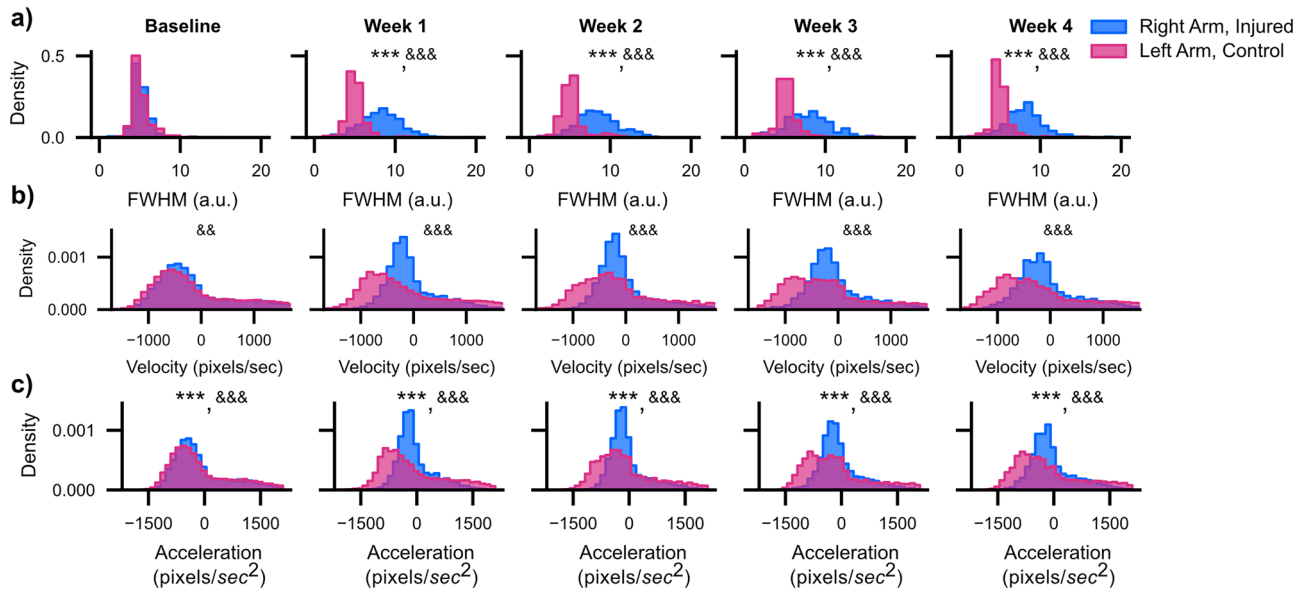 a)
Baseline
Week 1
Week 2
Week 3
Week 4
Right Arm, Injured
Left Arm, Control
***, &&&
***, &&&
***, &&&
***, &&&
Density
0.5
0.0
0 10 20
0 10 20
0 10 20
0 10 20
0 10 20
FWHM (a.u.)
FWHM (a.u.)
FWHM (a.u.)
FWHM (a.u.)
FWHM (a.u.)
b)
&&
&&&
&&&
&&&
&&&
Density
0.001
0.000
−1000 0 1000
−1000 0 1000
−1000 0 1000
−1000 0 1000
−1000 0 1000
Velocity (pixels/sec)
Velocity (pixels/sec)
Velocity (pixels/sec)
Velocity (pixels/sec)
Velocity (pixels/sec)
c)
***, &&&
***, &&&
***, &&&
***, &&&
***, &&&
Density
0.001
0.000
−1500 0 1500
−1500 0 1500
−1500 0 1500
−1500 0 1500
−1500 0 1500
Acceleration
(pixels/sec²)
Acceleration
(pixels/sec²)
Acceleration
(pixels/sec²)
Acceleration
(pixels/sec²)
Acceleration
(pixels/sec²)